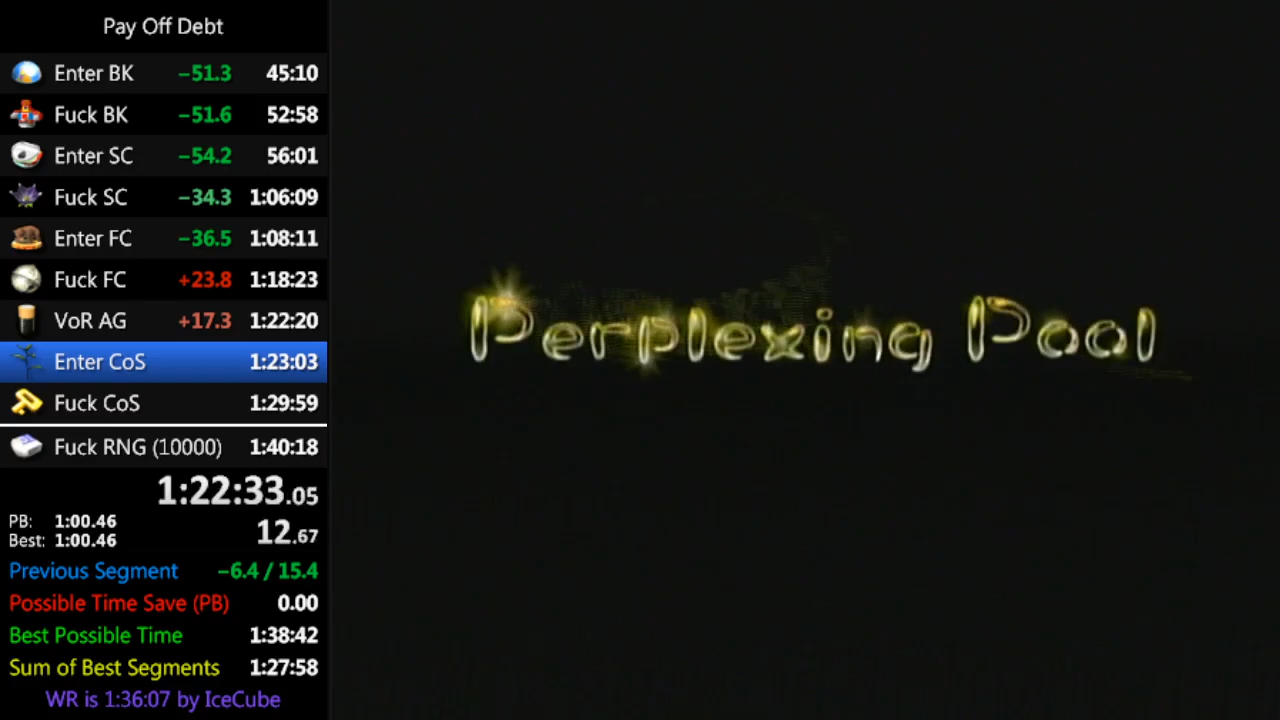 Pay Off Debt
Enter BK −51.3 45:10
Fuck BK −51.6 52:58
Enter SC −54.2 56:01
Fuck SC −34.3 1:06:09
Enter FC −36.5 1:08:11
Fuck FC +23.8 1:18:23
VoR AG +17.3 1:22:20
Enter CoS 1:23:03
Fuck CoS 1:29:59
Fuck RNG (10000) 1:40:18
1:22:33.05
PB: 1:00.46
Best: 1:00.46
12.67
Previous Segment −6.4 / 15.4
Possible Time Save (PB) 0.00
Best Possible Time 1:38:42
Sum of Best Segments 1:27:58
WR is 1:36:07 by IceCube
Perplexing Pool